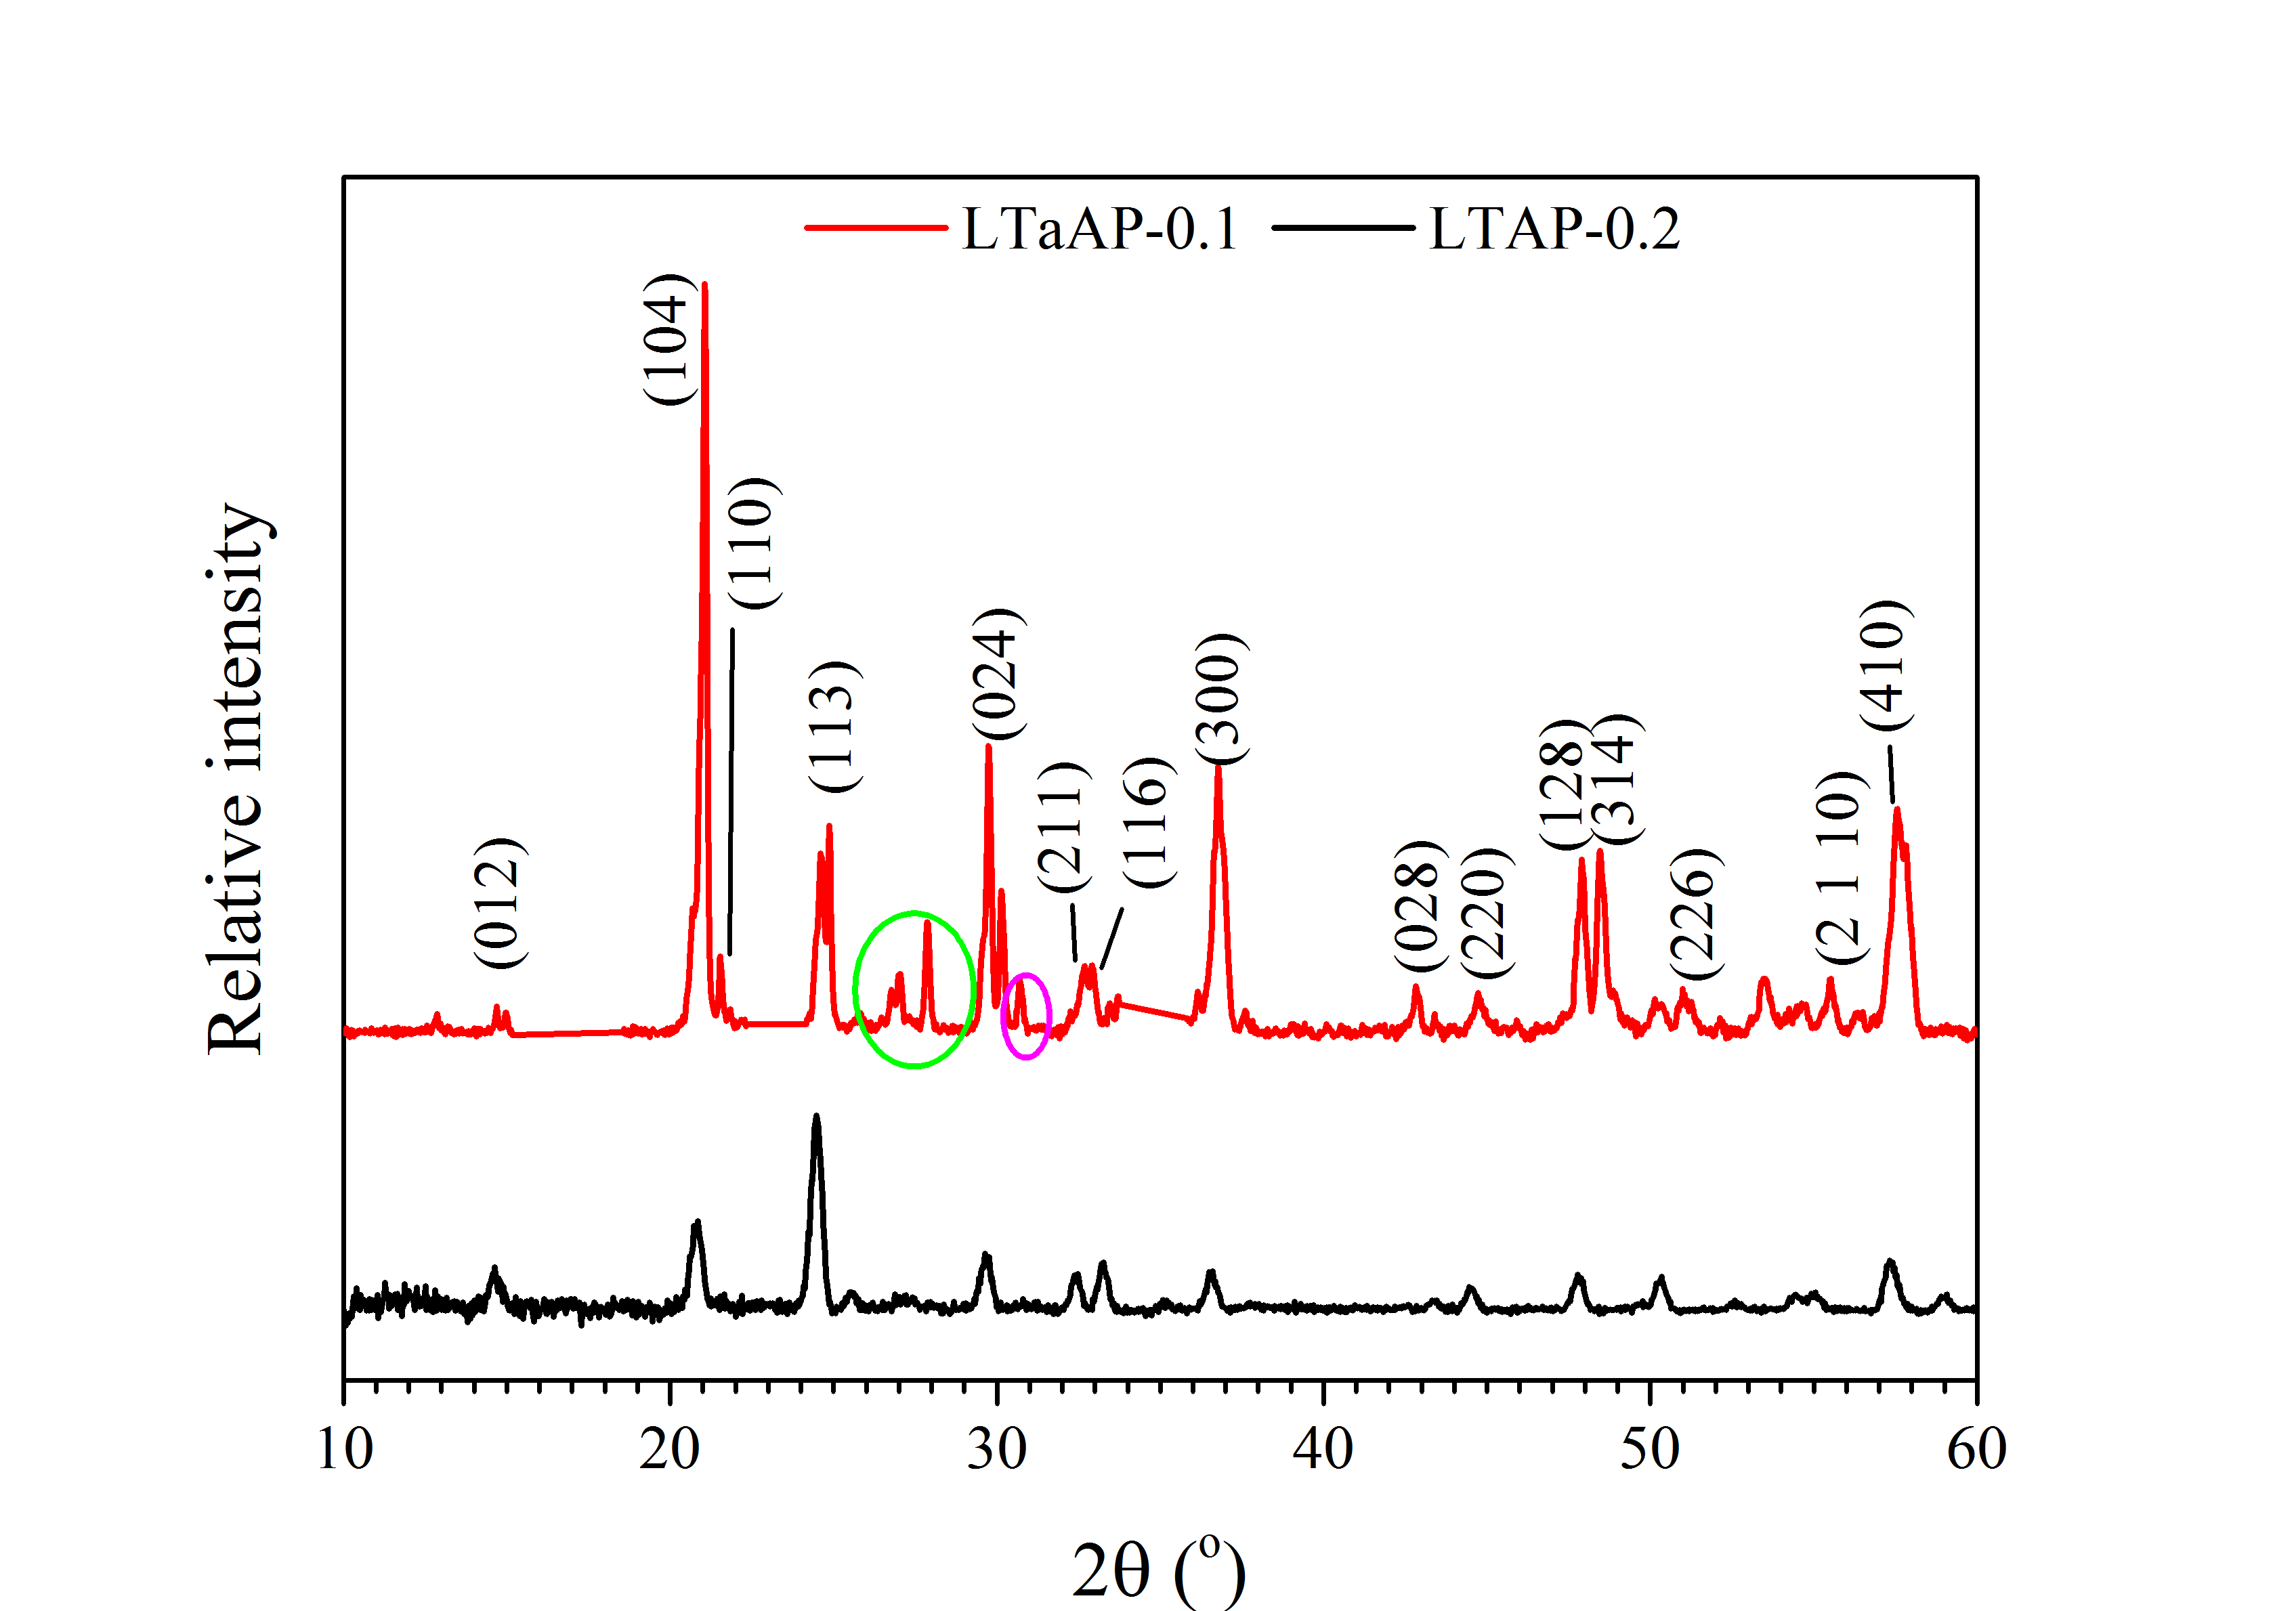 LTaAP-0.1 LTAP-0.2
(104)
(110)
(113)
(024)
(300)
(410)
(012)
(211)
(116)
(128)
(314)
(028)
(220)
(226)
(2 1 10)
Relative intensity
10 20 30 40 50 60
2θ (o)